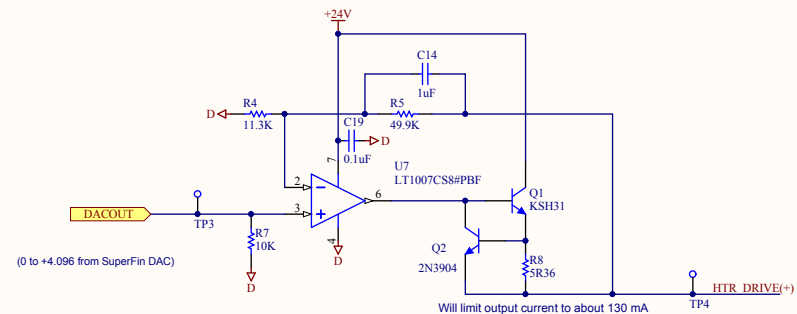 +24V
C14
1uF
R4
D
11.3K
R5
49.9K
C19
D
0.1uF
7
U7
LT1007CS8#PBF
2
6
3
4
D
Q1
KSH31
DACOUT
TP3
R7
10K
D
Q2
2N3904
R8
5R36
(0 to +4.096 from SuperFin DAC)
HTR_DRIVE(+)
TP4
Will limit output current to about 130 mA